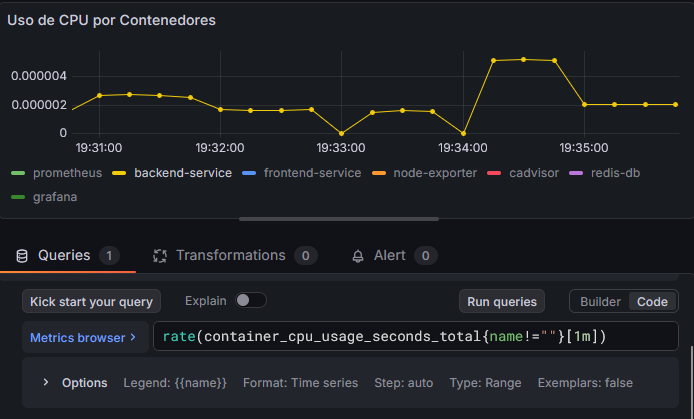 Uso de CPU por Contenedores
0.000004
0.000002
0
19:31:00 19:32:00 19:33:00 19:34:00 19:35:00
prometheus backend-service frontend-service node-exporter cadvisor redis-db
grafana
Queries 1 Transformations 0 Alert 0
Kick start your query Explain Run queries Builder Code
Metrics browser > rate(container_cpu_usage_seconds_total{name!=""}[1m])
> Options Legend: {{name}} Format: Time series Step: auto Type: Range Exemplars: false